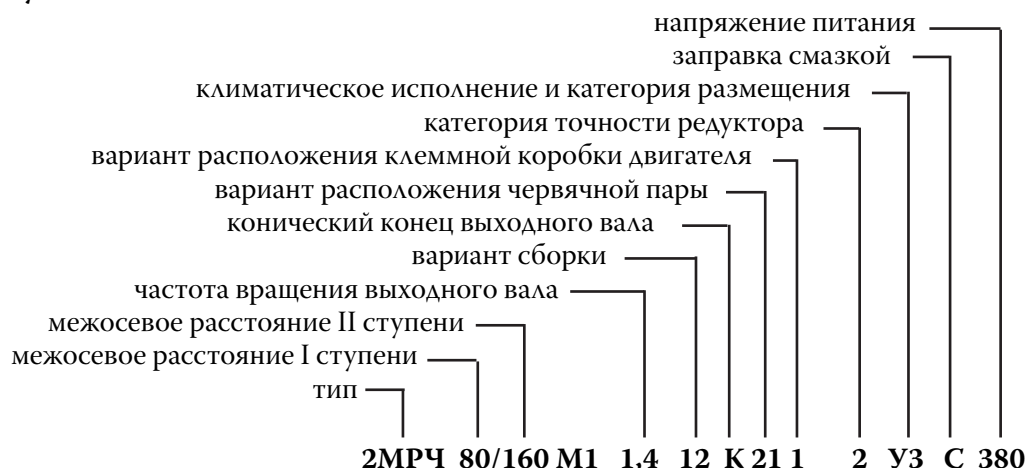 напряжение питания
заправка смазкой
климатическое исполнение и категория размещения
категория точности редуктора
вариант расположения клеммной коробки двигателя
вариант расположения червячной пары
конический конец выходного вала
вариант сборки
частота вращения выходного вала
межосевое расстояние II ступени
межосевое расстояние I ступени
тип
2МРЧ 80/160 М1 1,4 12 К 21 1 2 У3 С 380